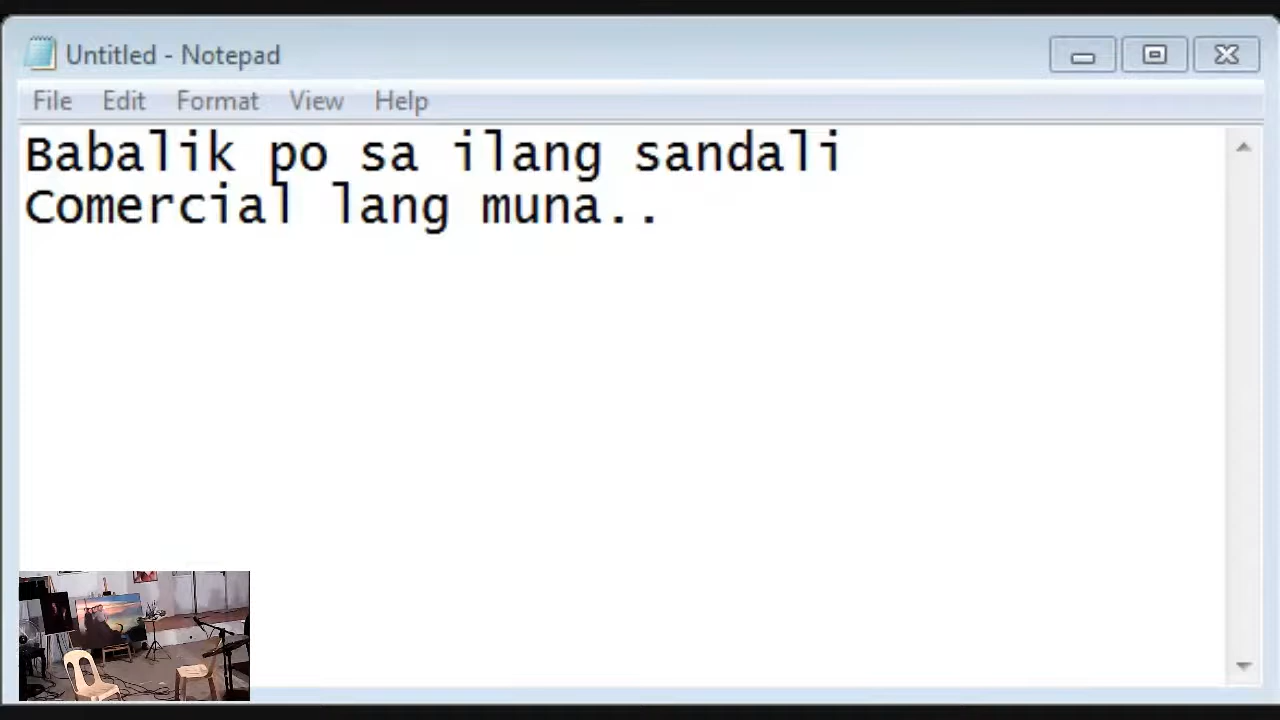 Untitled - Notepad
File Edit Format View Help
Babalik po sa ilang sandali
Comercial lang muna..